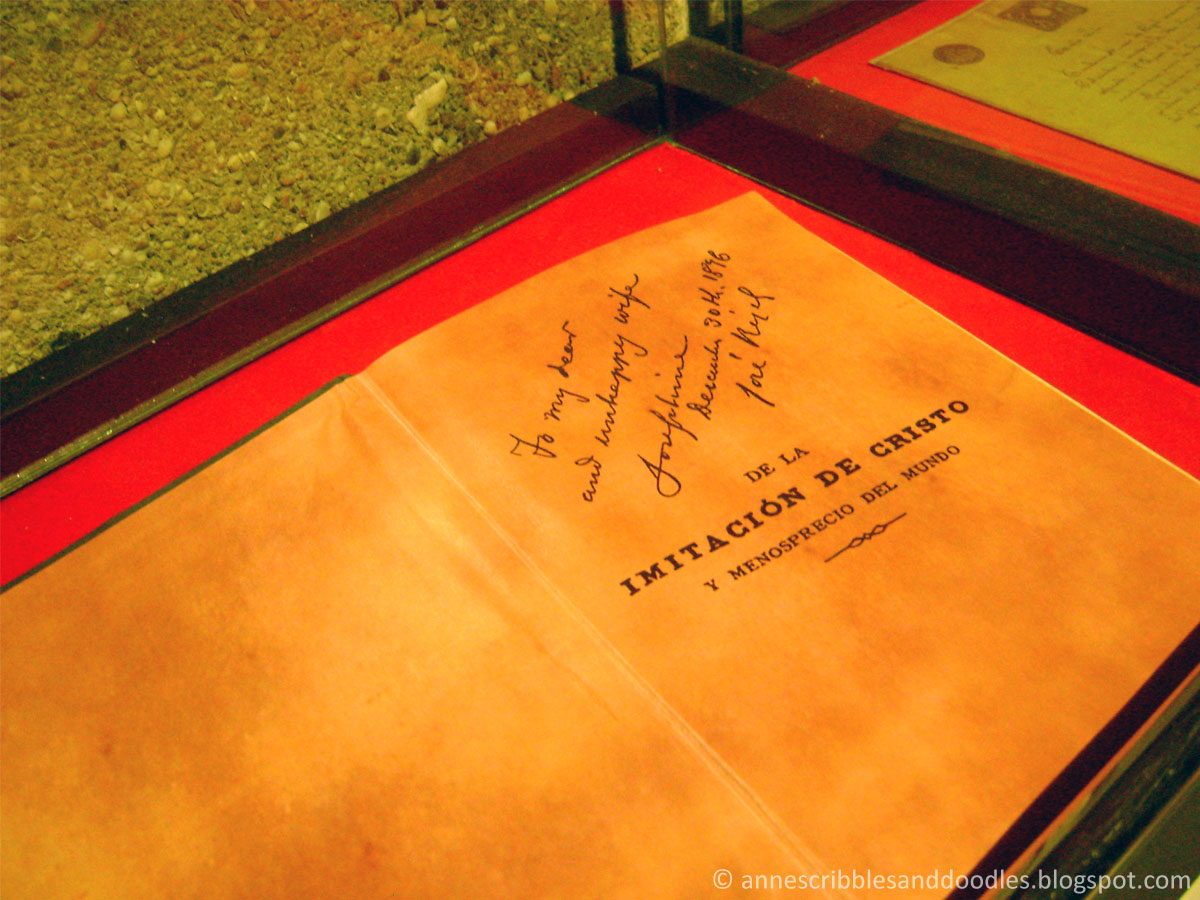 To my dear
and unhappy wife
Josephine
December 30th. 1896
José Rizal
DE LA
IMITACIÓN DE CRISTO
Y MENOSPRECIO DEL MUNDO
© annescribblesanddoodles.blogspot.com